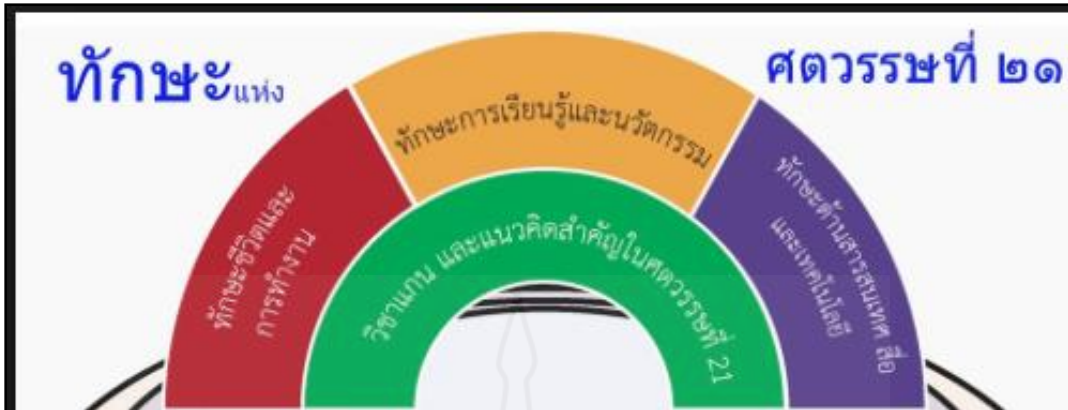 ทักษะแห่ง
ศตวรรษที่ ๒๑
ทักษะชีวิตและ
การทำงาน
ทักษะการเรียนรู้และนวัตกรรม
ทักษะด้านสารสนเทศ สื่อ
และเทคโนโลยี
วิชาแกน และแนวคิดสำคัญในศตวรรษที่ 21